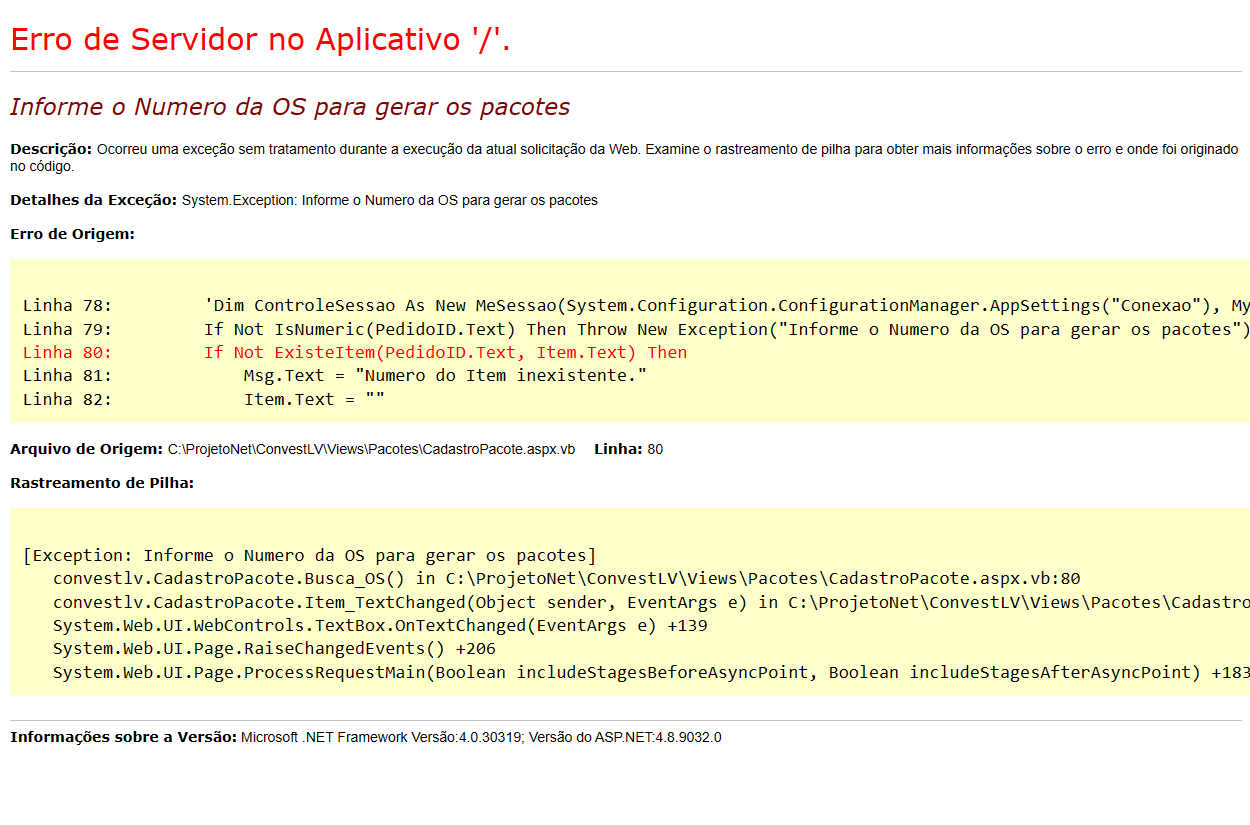 Erro de Servidor no Aplicativo '/'.
Informe o Numero da OS para gerar os pacotes
Descrição: Ocorreu uma exceção sem tratamento durante a execução da atual solicitação da Web. Examine o rastreamento de pilha para obter mais informações sobre o erro e onde foi originado
no código.
Detalhes da Exceção: System.Exception: Informe o Numero da OS para gerar os pacotes
Erro de Origem:
Linha 78:         'Dim ControleSessao As New MeSessao(System.Configuration.ConfigurationManager.AppSettings("Conexao"), My
Linha 79:         If Not IsNumeric(PedidoID.Text) Then Throw New Exception("Informe o Numero da OS para gerar os pacotes")
Linha 80:         If Not ExisteItem(PedidoID.Text, Item.Text) Then
Linha 81:             Msg.Text = "Numero do Item inexistente."
Linha 82:             Item.Text = ""
Arquivo de Origem: C:\ProjetoNet\ConvestLV\Views\Pacotes\CadastroPacote.aspx.vb    Linha: 80
Rastreamento de Pilha:
[Exception: Informe o Numero da OS para gerar os pacotes]
   convestlv.CadastroPacote.Busca_OS() in C:\ProjetoNet\ConvestLV\Views\Pacotes\CadastroPacote.aspx.vb:80
   convestlv.CadastroPacote.Item_TextChanged(Object sender, EventArgs e) in C:\ProjetoNet\ConvestLV\Views\Pacotes\Cadastro
   System.Web.UI.WebControls.TextBox.OnTextChanged(EventArgs e) +139
   System.Web.UI.Page.RaiseChangedEvents() +206
   System.Web.UI.Page.ProcessRequestMain(Boolean includeStagesBeforeAsyncPoint, Boolean includeStagesAfterAsyncPoint) +183
Informações sobre a Versão: Microsoft .NET Framework Versão:4.0.30319; Versão do ASP.NET:4.8.9032.0